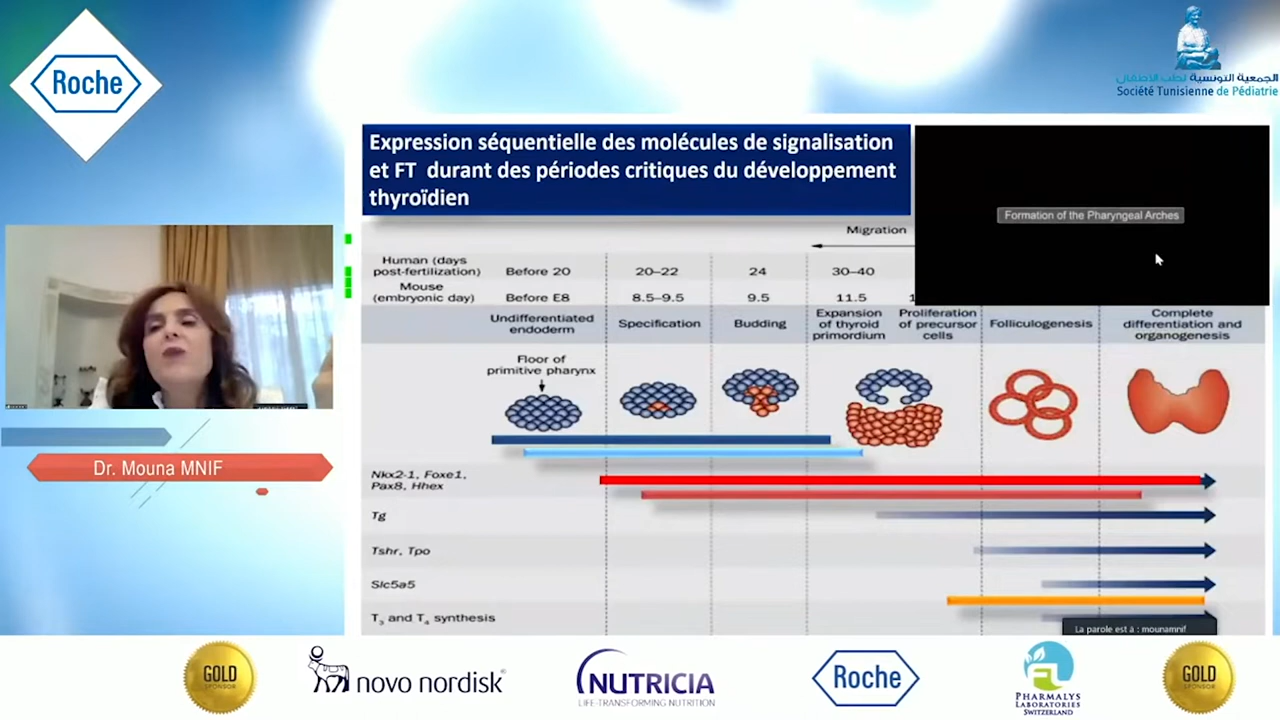 Roche
الجمعية التونسية لطب الأطفال
Société Tunisienne de Pédiatrie
Expression séquentielle des molécules de signalisation
et FT durant des périodes critiques du développement
thyroïdien
Formation of the Pharyngeal Arches
Migration
Human (days
post-fertilization)
Before 20
20–22
24
30–40
Mouse
(embryonic day)
Before E8
8.5–9.5
9.5
11.5
1
Undifferentiated
endoderm
Specification
Budding
Expansion
of thyroid
primordium
Proliferation
of precursor
cells
Folliculogenesis
Complete
differentiation and
organogenesis
Floor of
primitive pharynx
Nkx2-1, Foxe1,
Pax8, Hhex
Tg
Tshr, Tpo
Slc5a5
T₃ and T₄ synthesis
La parole est à : mounamnif
Dr. Mouna MNIF
GOLD
SPONSOR
novo nordisk®
NUTRICIA
LIFE-TRANSFORMING NUTRITION
Roche
PHARMALYS
LABORATORIES
SWITZERLAND
GOLD
SPONSOR